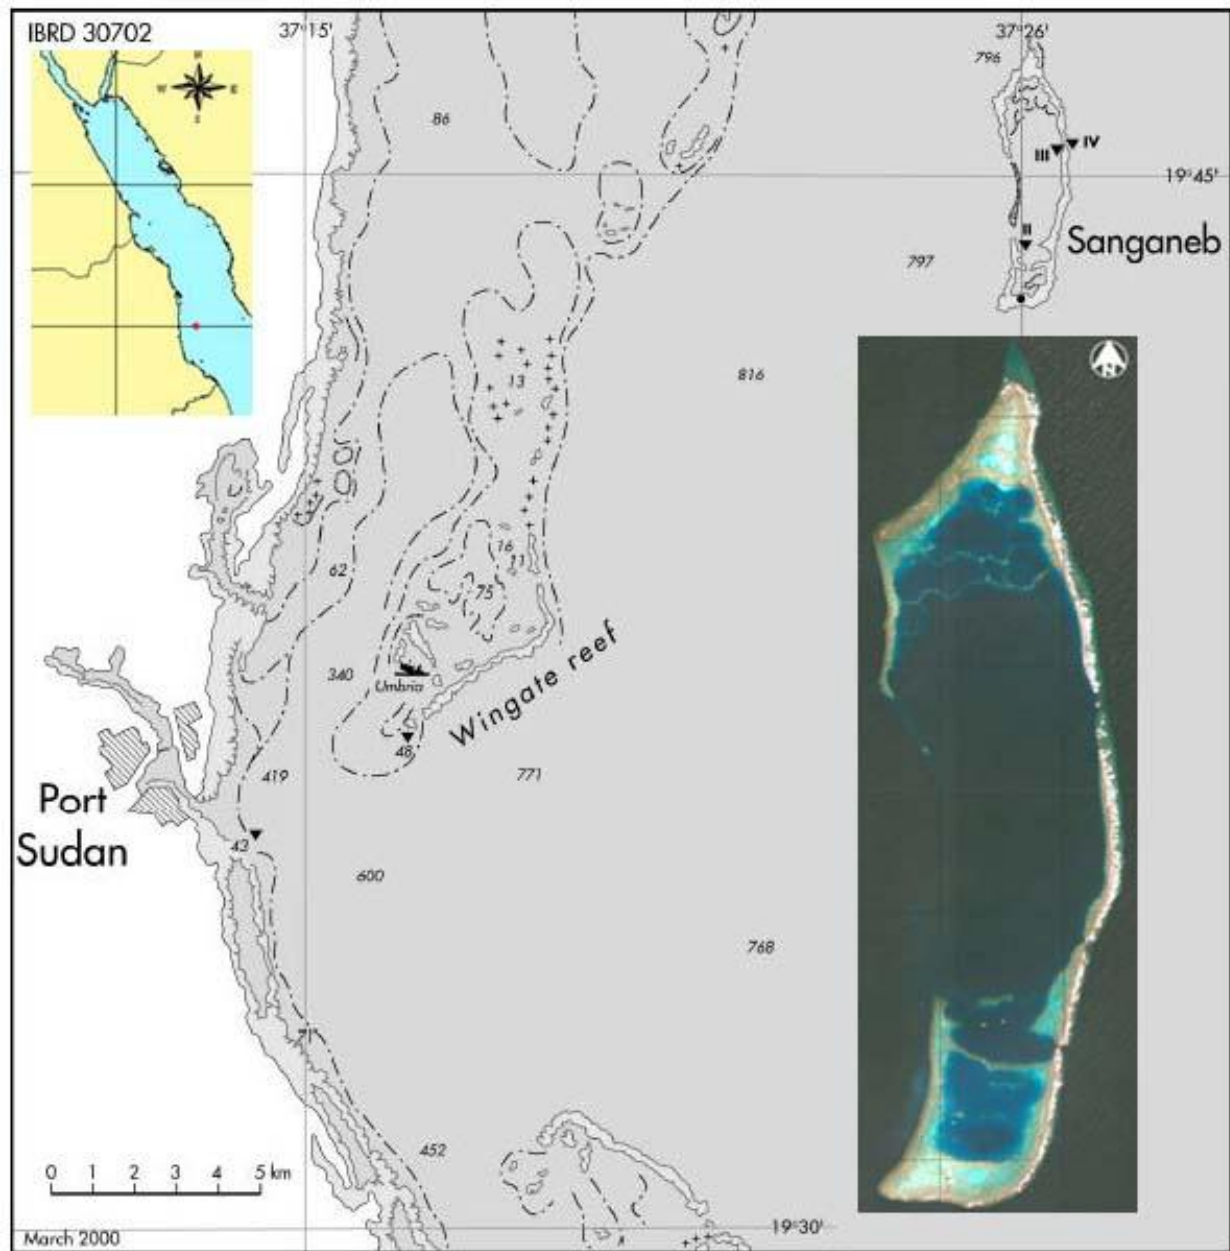 IBRD 30702
37°15'
37°26'
N
W
E
S
86
796
III
IV
19°45'
II
Sanganeb
797
N
816
13
16
11
62
75
340
Umbria
Wingate reef
48
419
771
Port
Sudan
43
600
768
71
452
0 1 2 3 4 5 km
19°30'
March 2000